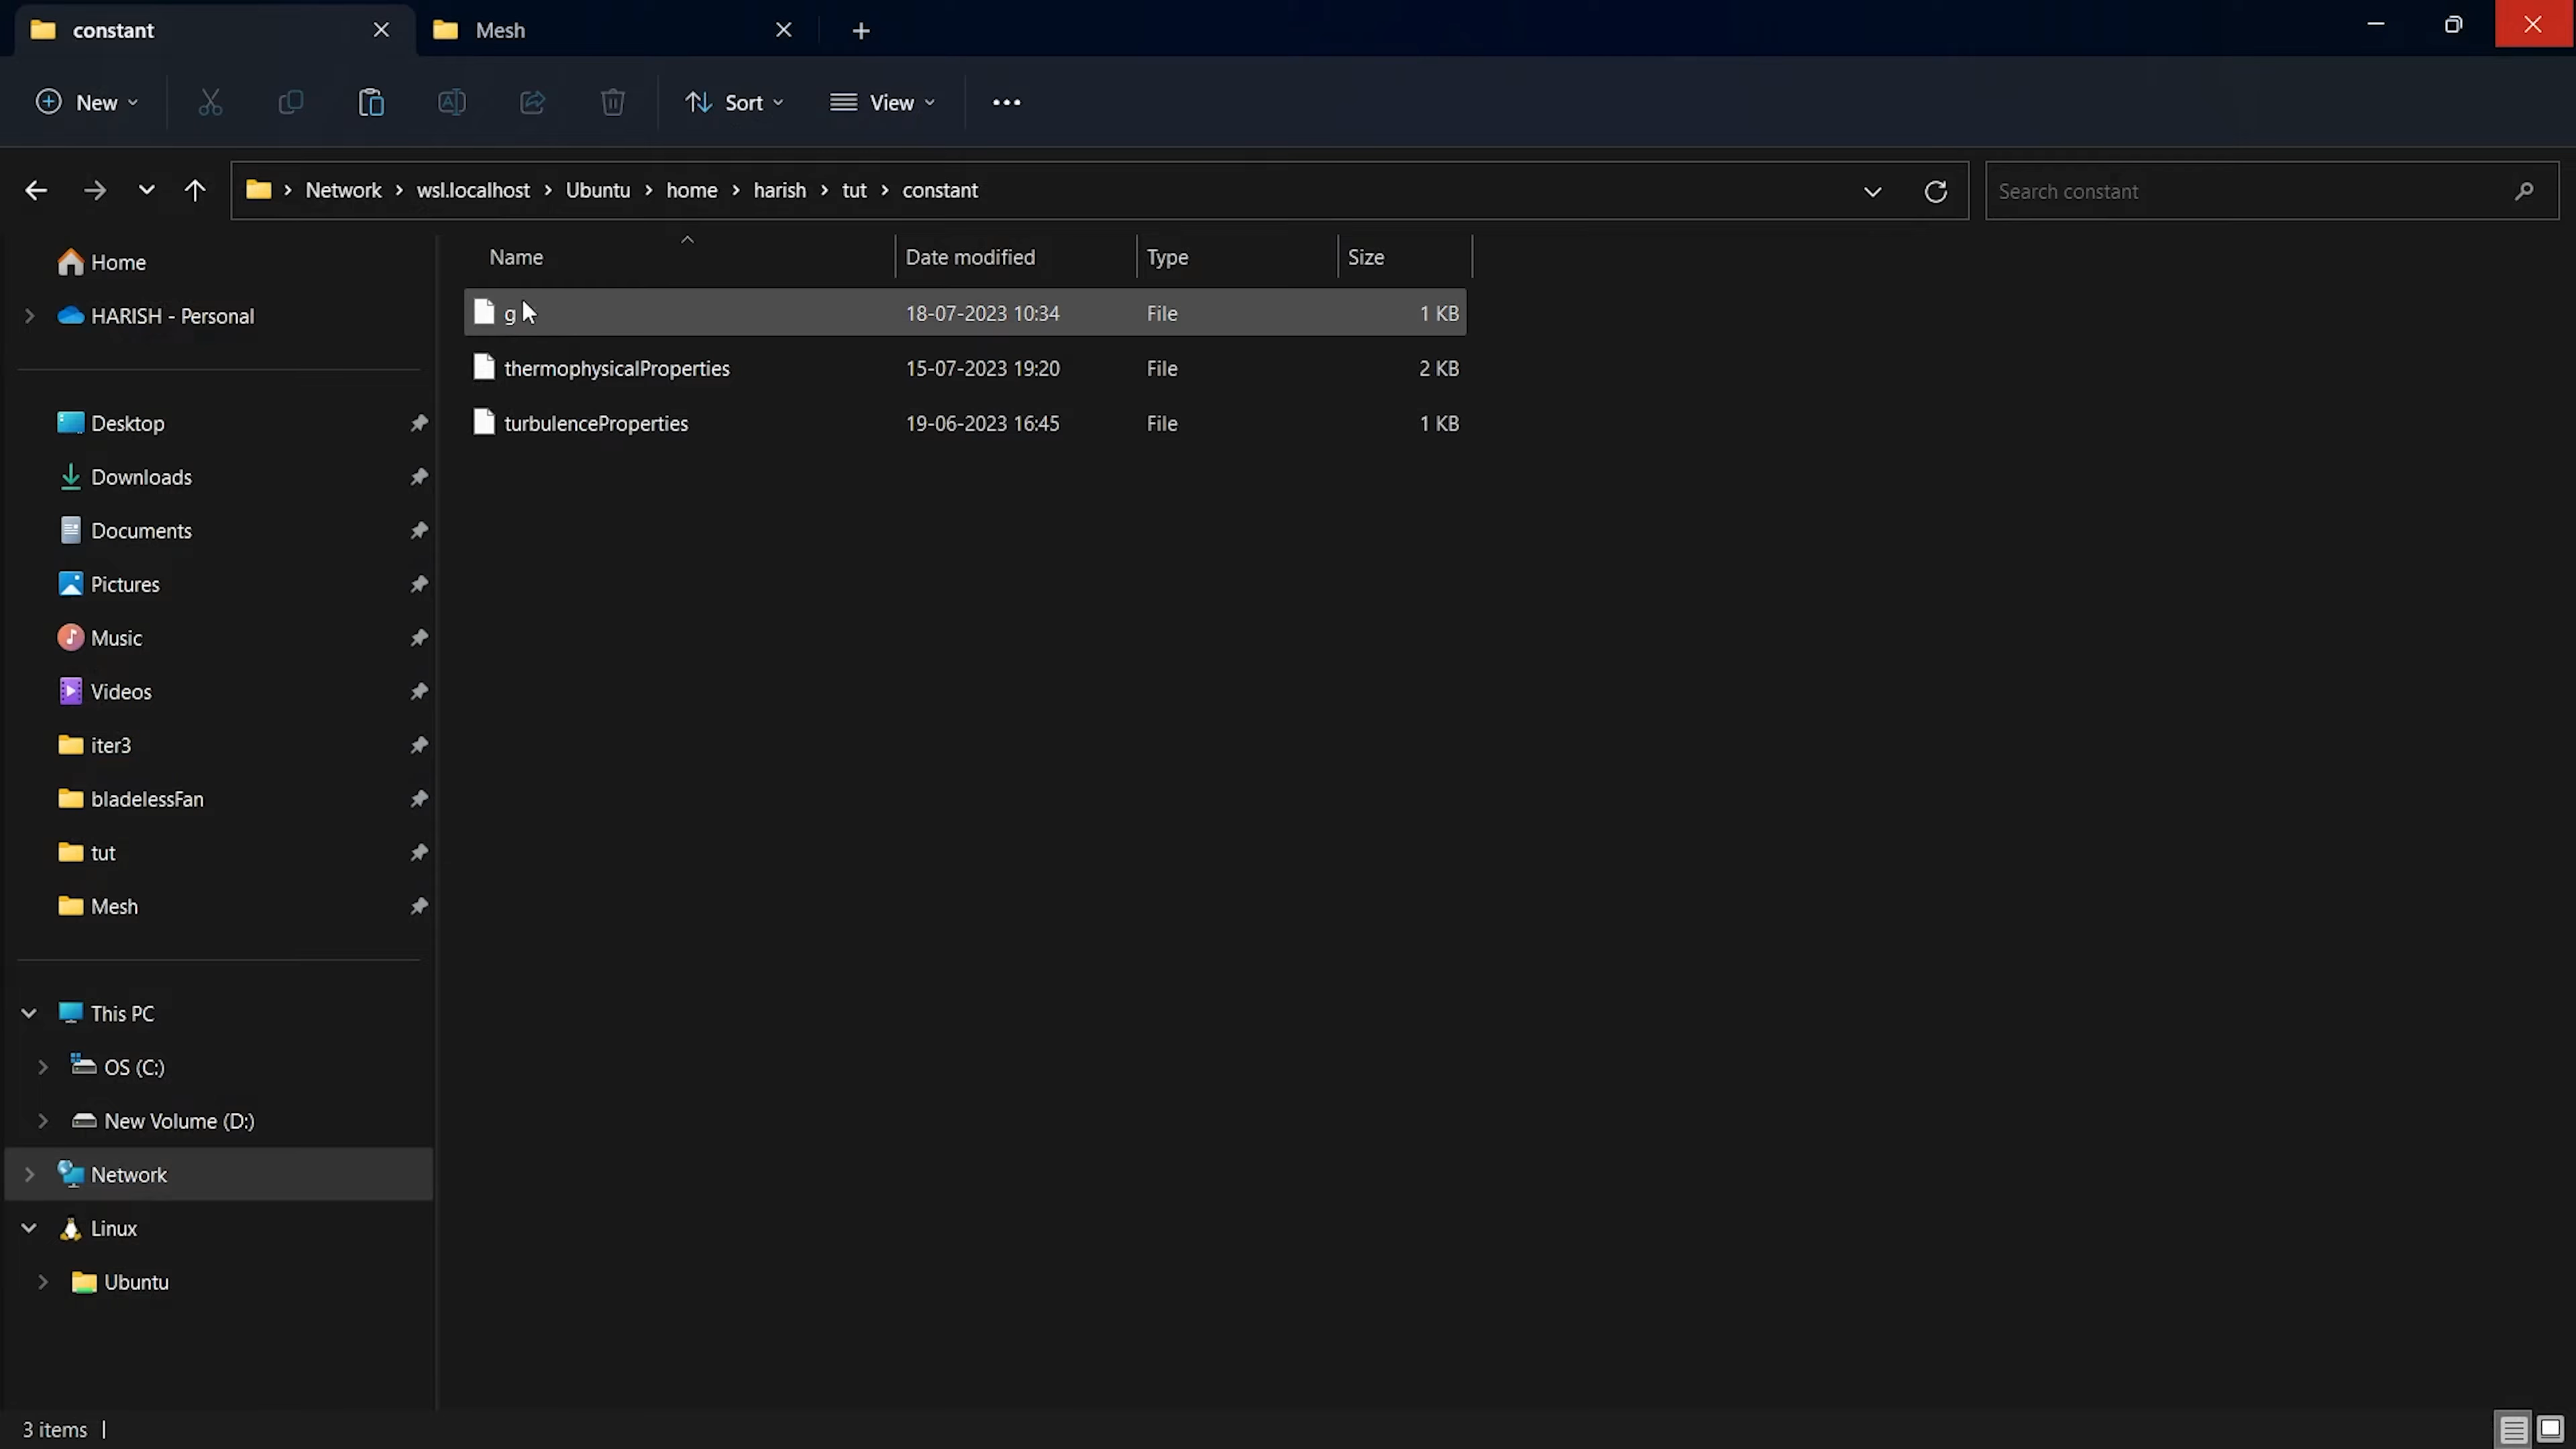 constant
Mesh
New
Sort
View
Network
wsl.localhost
Ubuntu
home
harish
tut
constant
Search constant
Name
Date modified
Type
Size
g 18-07-2023 10:34 File 1 KB
thermophysicalProperties 15-07-2023 19:20 File 2 KB
turbulenceProperties 19-06-2023 16:45 File 1 KB
Home
HARISH - Personal
Desktop
Downloads
Documents
Pictures
Music
Videos
iter3
bladelessFan
tut
Mesh
This PC
OS (C:)
New Volume (D:)
Network
Linux
Ubuntu
3 items